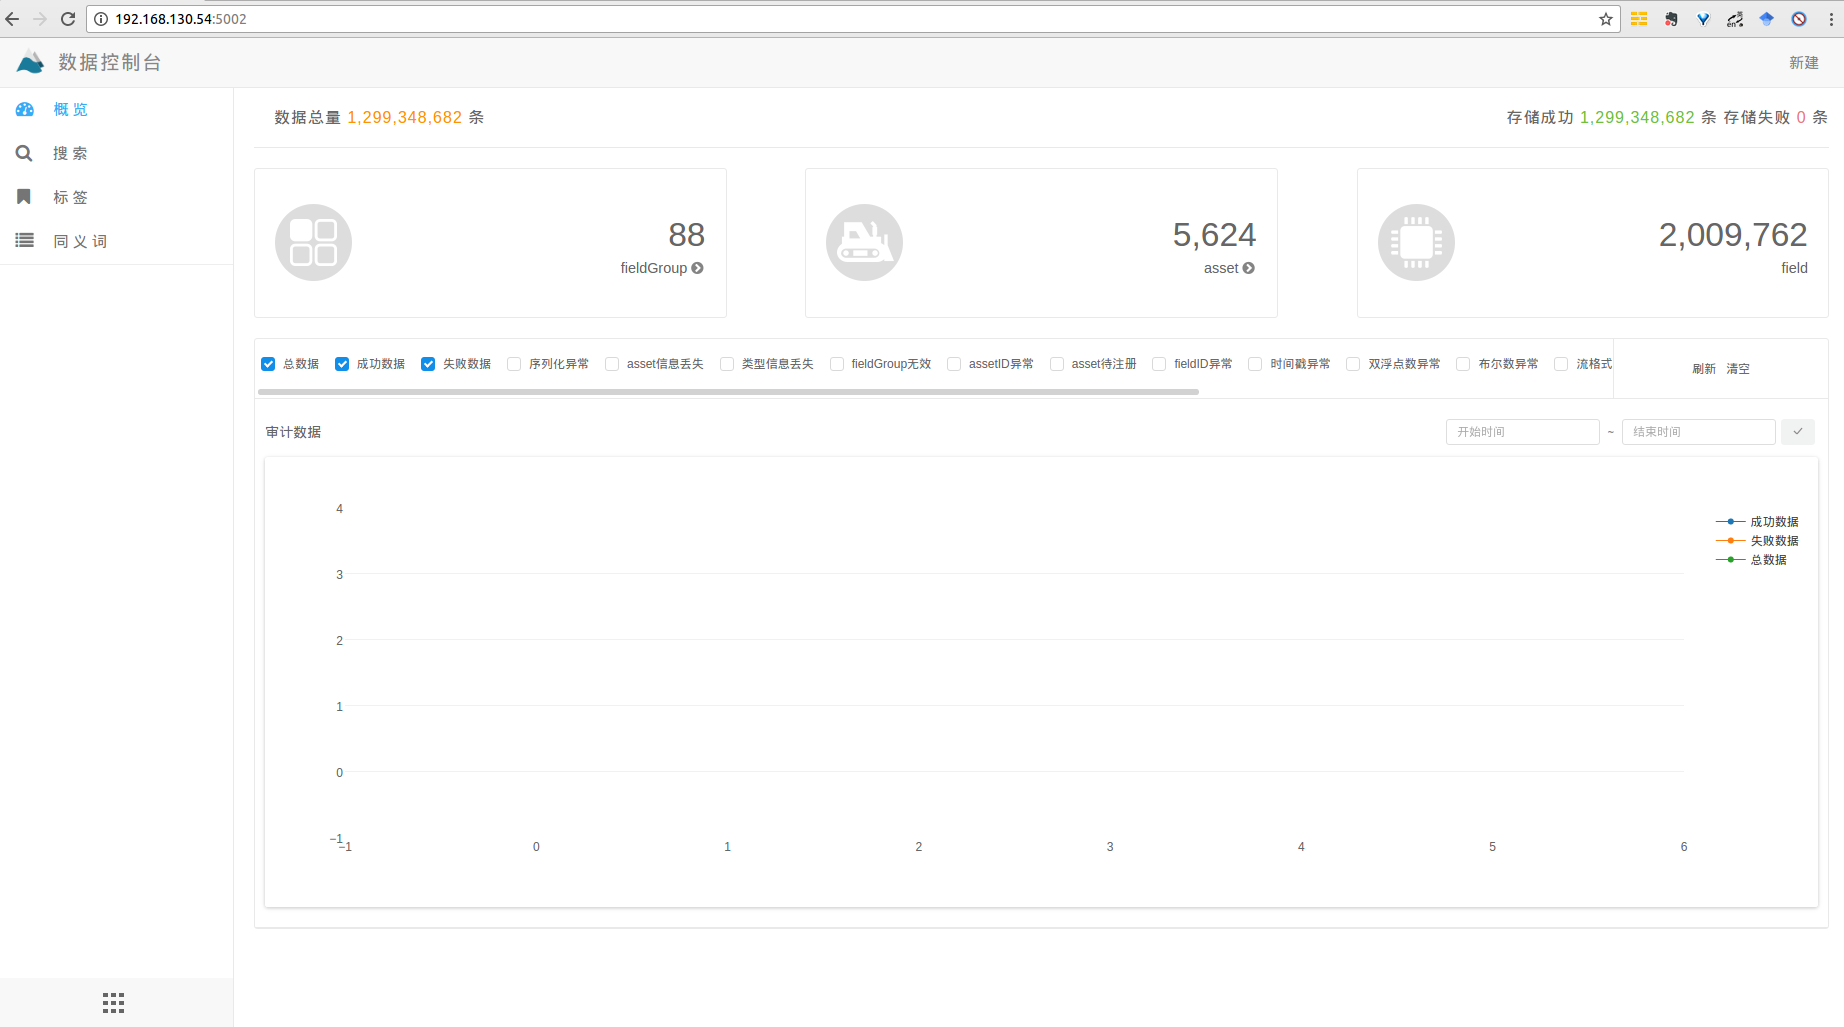 192.168.130.54:5002
数据控制台
新建
概览
搜索
标签
同义词
数据总量 1,299,348,682 条
存储成功 1,299,348,682 条 存储失败 0 条
88
fieldGroup
5,624
asset
2,009,762
field
总数据 成功数据 失败数据 序列化异常 asset信息丢失 类型信息丢失 fieldGroup无效 assetID异常 asset待注册 fieldID异常 时间戳异常 双浮点数异常 布尔数异常 流格式
刷新 清空
审计数据
开始时间 ~ 结束时间
4
3
2
1
0
−1
−1 0 1 2 3 4 5 6
成功数据
失败数据
总数据